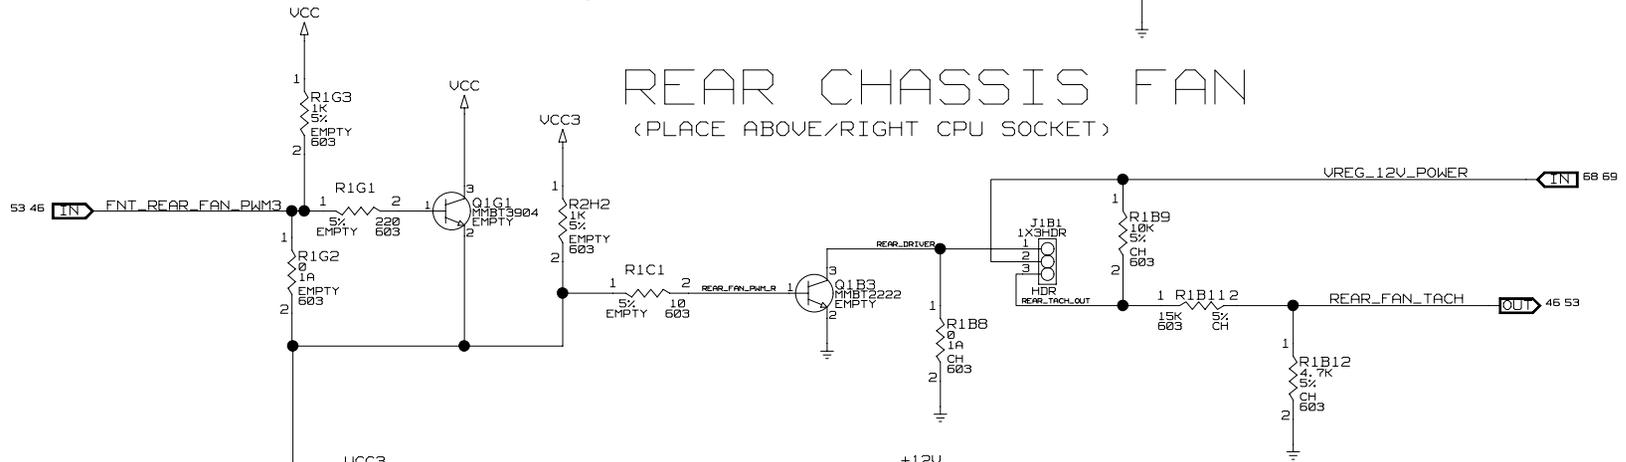 VCC
REAR CHASSIS FAN
(PLACE ABOVE/RIGHT CPU SOCKET)
1
R1G3
1K
5%
EMPTY
603
2
VCC
VCC3
53 46 IN FNT_REAR_FAN_PWM3
1 R1G1 2
5% 220
EMPTY 603
1
3
Q1G1
MMBT3904
EMPTY
2
1
R1G2
0
1A
EMPTY
603
2
1
R2H2
1K
5%
EMPTY
603
2
1 R1C1 2
5% 10
EMPTY 603
REAR_FAN_PWM_R
1
3
Q1B3
MMBT2222
EMPTY
2
REAR_DRIVER
1
R1B8
0
1A
CH
603
2
VREG_12V_POWER IN 68 69
J1B1
1X3HDR
1
2
3
HDR
REAR_TACH_OUT
1
R1B9
10K
5%
CH
603
2
1 R1B11 2
15K 5%
603 CH
REAR_FAN_TACH OUT 46 53
1
R1B12
4.7K
5%
CH
603
2
VCC3
+12V